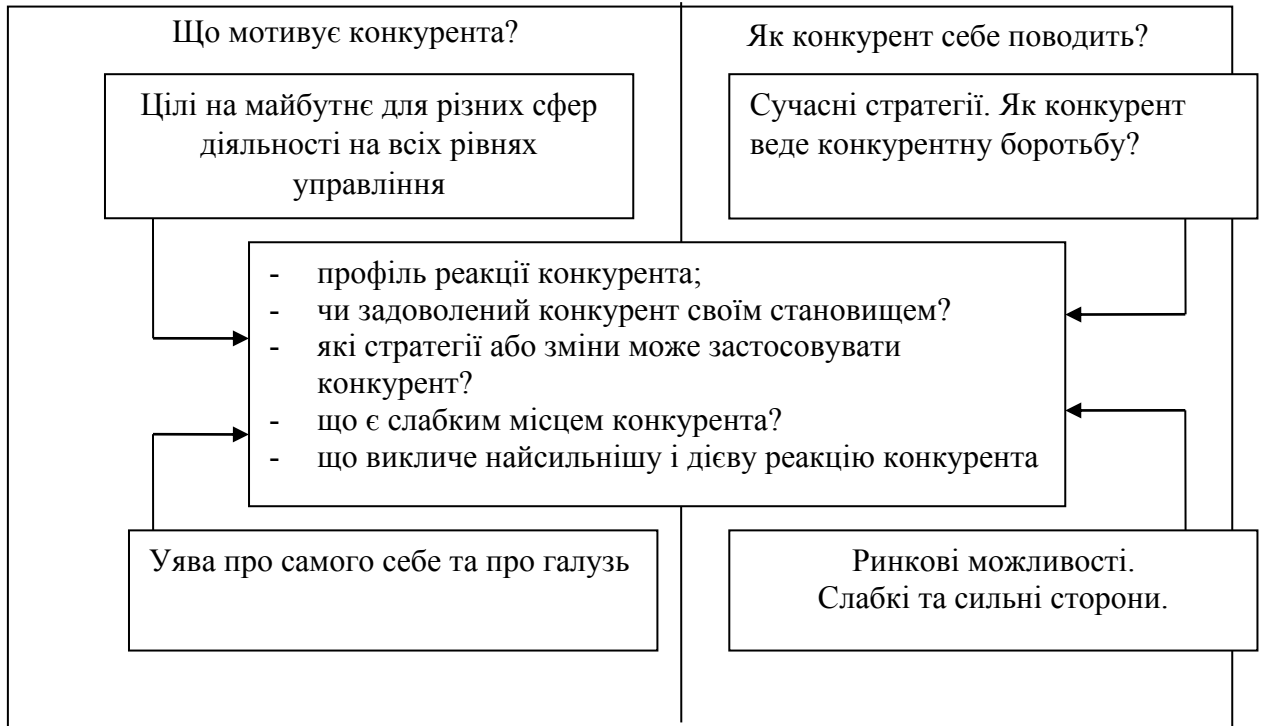 Що мотивує конкурента?
Як конкурент себе поводить?
Цілі на майбутнє для різних сфер
діяльності на всіх рівнях
управління
Сучасні стратегії. Як конкурент
веде конкурентну боротьбу?
- профіль реакції конкурента;
- чи задоволений конкурент своїм становищем?
- які стратегії або зміни може застосовувати
конкурент?
- що є слабким місцем конкурента?
- що викличе найсильнішу і дієву реакцію конкурента
Уява про самого себе та про галузь
Ринкові можливості.
Слабкі та сильні сторони.